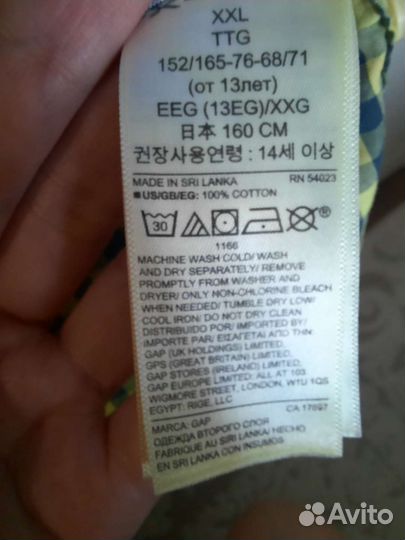 XXL
TTG
152/165-76-68/71
(от 13лет)
EEG (13EG)/XXG
日本 160 CM
권장사용연령 : 14세 이상
MADE IN SRI LANKA RN 54023
■US/GB/EG: 100% COTTON
30
1166
MACHINE WASH COLD/ WASH
AND DRY SEPARATELY/ REMOVE
PROMPTLY FROM WASHER AND
DRYER/ ONLY NON-CHLORINE BLEACH
WHEN NEEDED/ TUMBLE DRY LOW/
COOL IRON/ DO NOT DRY CLEAN
DISTRIBUIDO POR/ IMPORTED BY/
IMPORTE PAR/
GAP (UK HOLDINGS) LIMITED,
GPS (GREAT BRITAIN) LIMITED,
GAP STORES (IRELAND) LIMITED,
GAP EUROPE LIMITED. ALL AT 103
WIGMORE STREET, LONDON, W1U 1QS
EGYPT: RIGE, LLC
CA 17897
MARCA: GAP
ОДЕЖДА ВТОРОГО СЛОЯ
FABRIQUE AU SRI LANKA/ HECHO
EN SRI LANKA CON INSUMOS
Avito